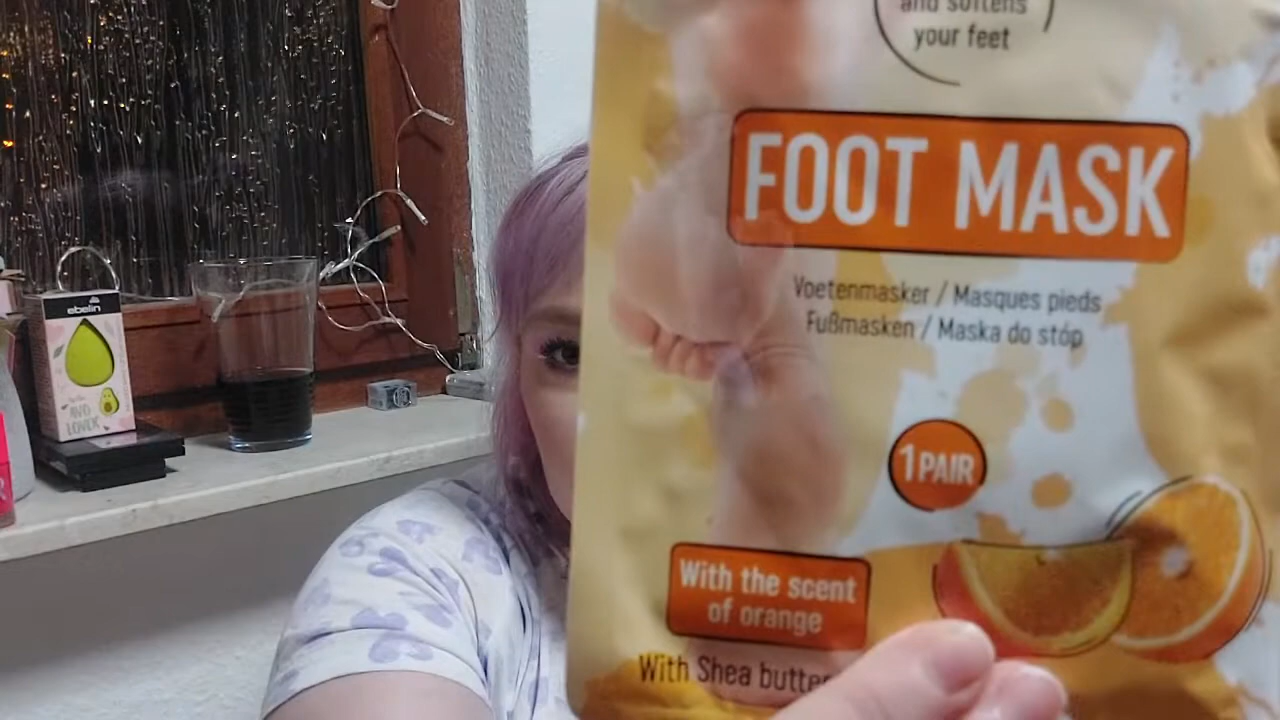 and softens
your feet
FOOT MASK
Voetenmasker / Masques pieds
Fußmasken / Maska do stóp
1 PAIR
With the scent
of orange
With Shea butter
ebelin
AVO
LOVER